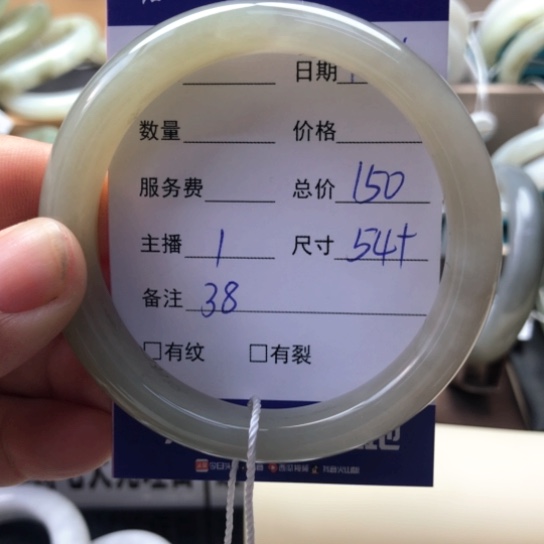 日期
数量 价格
服务费 总价 150
主播 1 尺寸 54+
备注 38
□有纹 □有裂